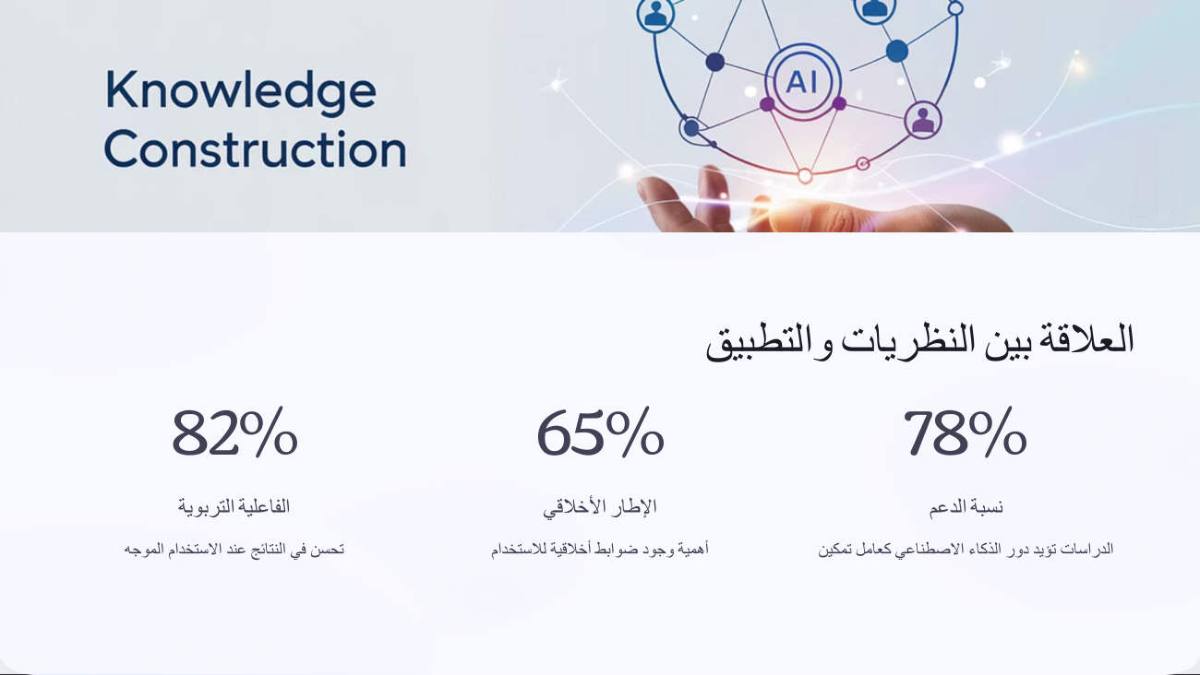 Knowledge
Construction
AI
العلاقة بين النظريات والتطبيق
78%
نسبة الدعم
الدراسات تؤيد دور الذكاء الاصطناعي كعامل تمكين
65%
الإطار الأخلاقي
أهمية وجود ضوابط أخلاقية للاستخدام
82%
الفاعلية التربوية
تحسن في النتائج عند الاستخدام الموجه